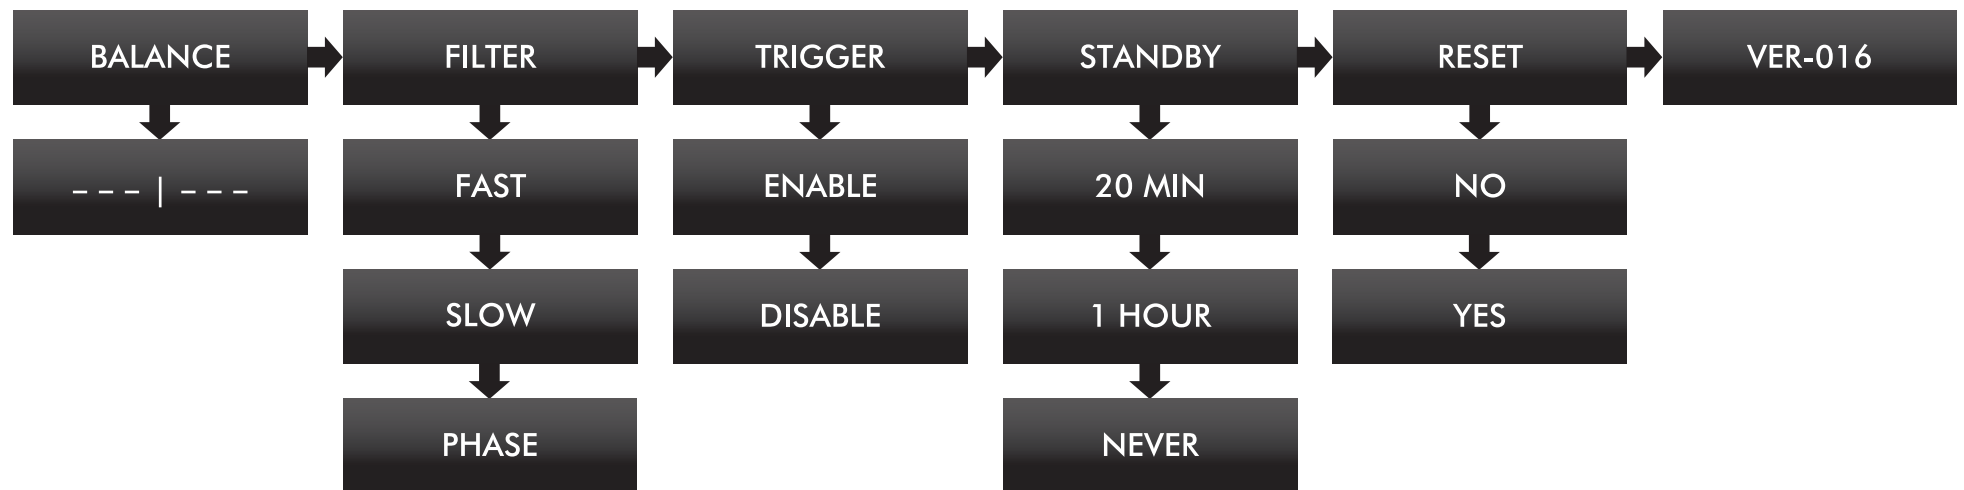 BALANCE
FILTER
TRIGGER
STANDBY
RESET
VER-016
– – – | – – –
FAST
ENABLE
20 MIN
NO
SLOW
DISABLE
1 HOUR
YES
PHASE
NEVER